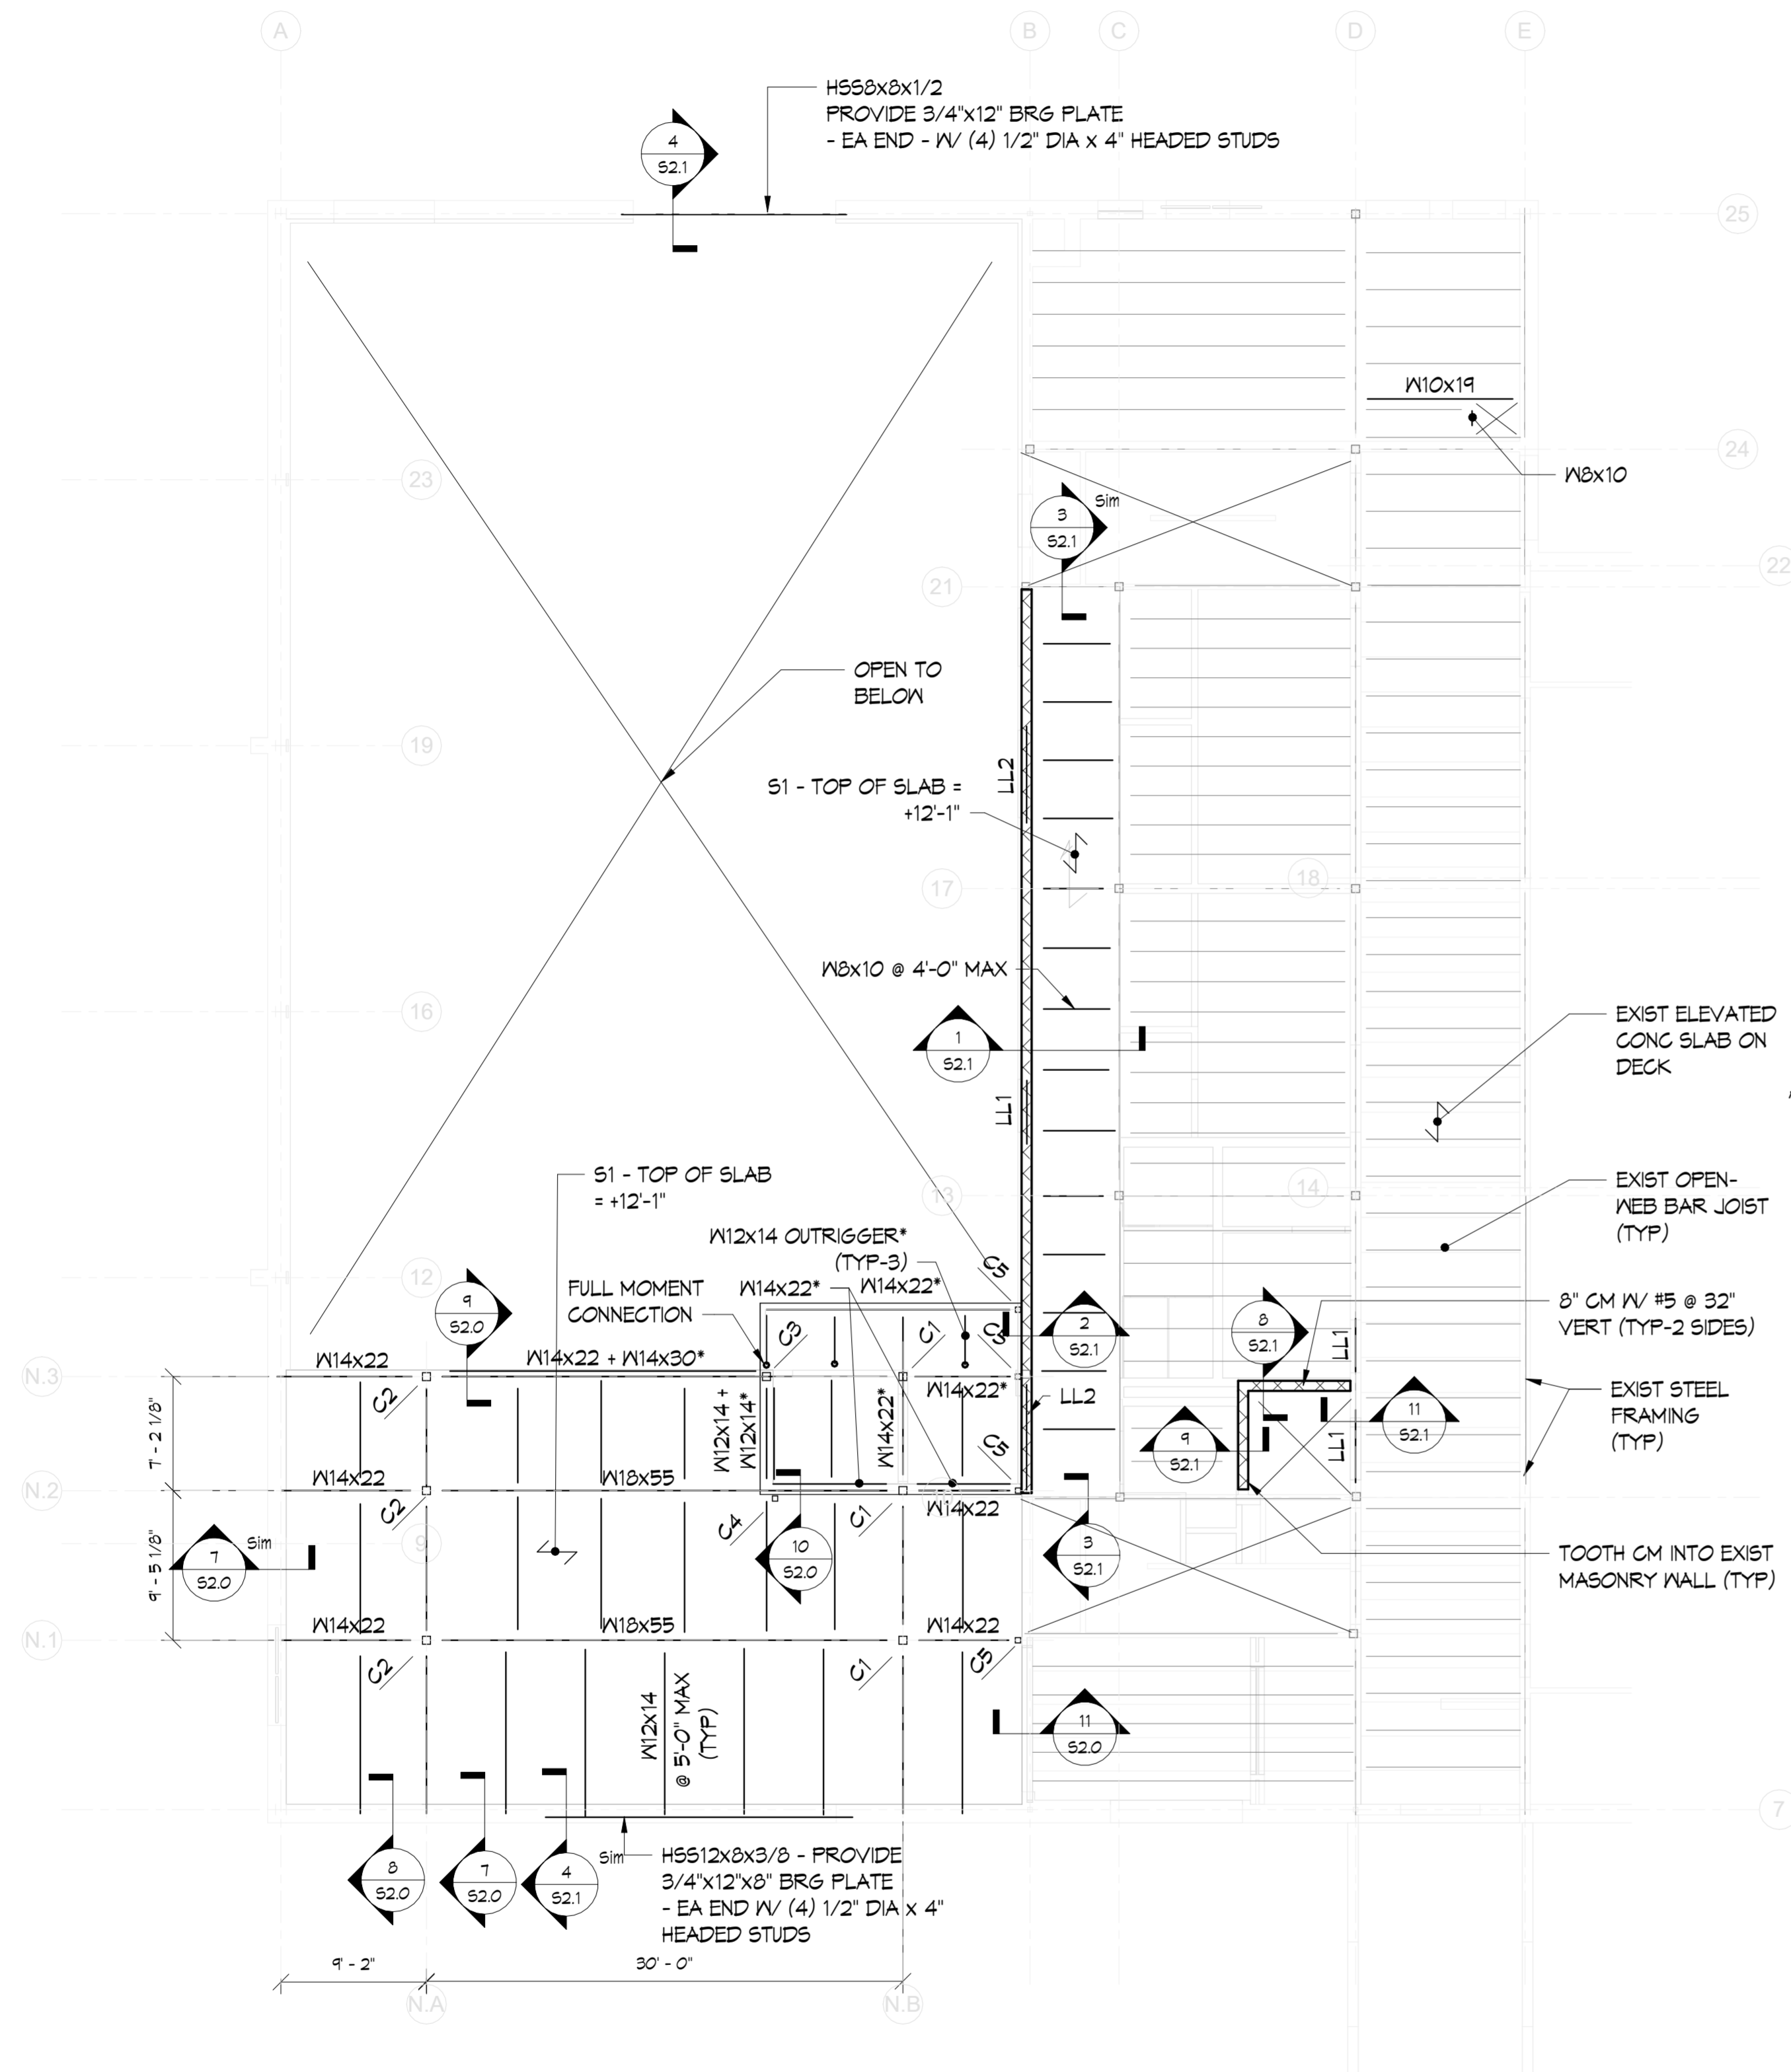 A
B
C
D
E
HSS8x8x1/2
PROVIDE 3/4"x12" BRG PLATE
- EA END - W/ (4) 1/2" DIA x 4" HEADED STUDS
4
S2.1
25
W10x19
24
W8x10
23
3
S2.1
Sim
22
21
OPEN TO
BELOW
19
LL2
S1 - TOP OF SLAB =
+12'-1"
18
17
W8x10 @ 4'-0" MAX
16
1
S2.1
EXIST ELEVATED
CONC SLAB ON
DECK
LL1
S1 - TOP OF SLAB
= +12'-1"
13
14
EXIST OPEN-
WEB BAR JOIST
(TYP)
W12x14 OUTRIGGER*
(TYP-3)
C5
12
FULL MOMENT
CONNECTION
W14x22*
W14x22*
9
S2.0
C3
C1
C5
2
S2.1
8
S2.1
LL1
8" CM W/ #5 @ 32"
VERT (TYP-2 SIDES)
N.3
W14x22
W14x22 + W14x30*
C2
W12x14 +
W12x14*
W14x22*
W14x22*
LL2
EXIST STEEL
FRAMING
(TYP)
7' - 2 1/8"
9
S2.1
11
S2.1
LL1
C5
N.2
W14x22
W18x55
W14x22
C2
C4
C1
9
10
S2.0
3
S2.1
TOOTH CM INTO EXIST
MASONRY WALL (TYP)
9' - 5 1/8"
7
S2.0
Sim
N.1
W14x22
W18x55
W14x22
C2
C1
C5
W12x14
@ 5'-0" MAX
(TYP)
11
S2.0
7
8
S2.0
7
S2.0
4
S2.1
Sim
HSS12x8x3/8 - PROVIDE
3/4"x12"x8" BRG PLATE
- EA END W/ (4) 1/2" DIA x 4"
HEADED STUDS
9' - 2"
30' - 0"
N.A
N.B